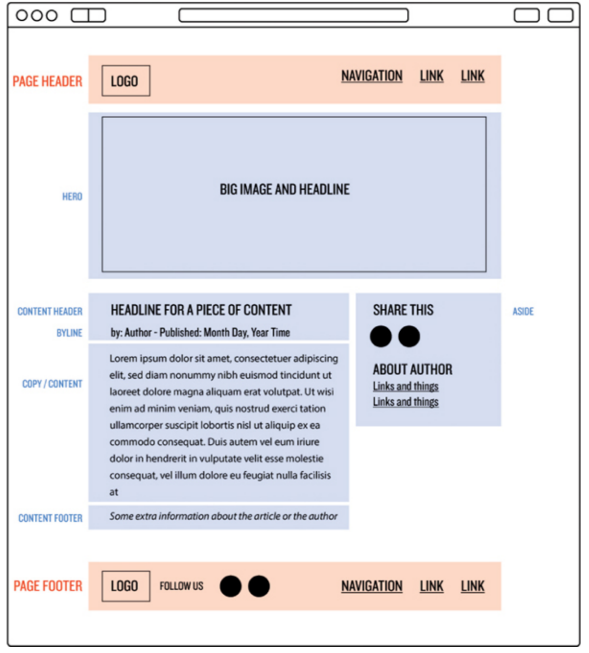 PAGE HEADER
LOGO
NAVIGATION LINK LINK
HERO
BIG IMAGE AND HEADLINE
CONTENT HEADER
HEADLINE FOR A PIECE OF CONTENT
BYLINE
by: Author - Published: Month Day, Year Time
COPY / CONTENT
Lorem ipsum dolor sit amet, consectetuer adipiscing
elit, sed diam nonummy nibh euismod tincidunt ut
laoreet dolore magna aliquam erat volutpat. Ut wisi
enim ad minim veniam, quis nostrud exerci tation
ullamcorper suscipit lobortis nisl ut aliquip ex ea
commodo consequat. Duis autem vel eum iriure
dolor in hendrerit in vulputate velit esse molestie
consequat, vel illum dolore eu feugiat nulla facilisis
at
CONTENT FOOTER
Some extra information about the article or the author
SHARE THIS
ABOUT AUTHOR
Links and things
Links and things
ASIDE
PAGE FOOTER
LOGO
FOLLOW US
NAVIGATION LINK LINK